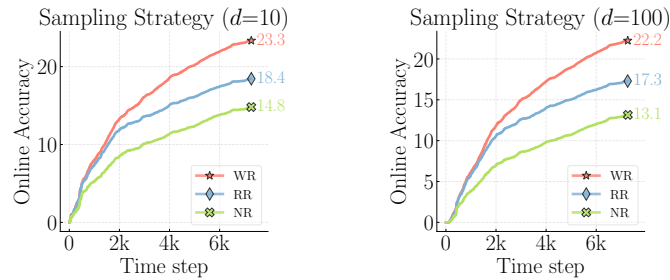 Sampling Strategy (d=10)
Online Accuracy
20
10
0
23.3
18.4
14.8
WR
RR
NR
0
2k
4k
6k
Time step
Sampling Strategy (d=100)
Online Accuracy
20
15
10
5
0
22.2
17.3
13.1
WR
RR
NR
0
2k
4k
6k
Time step